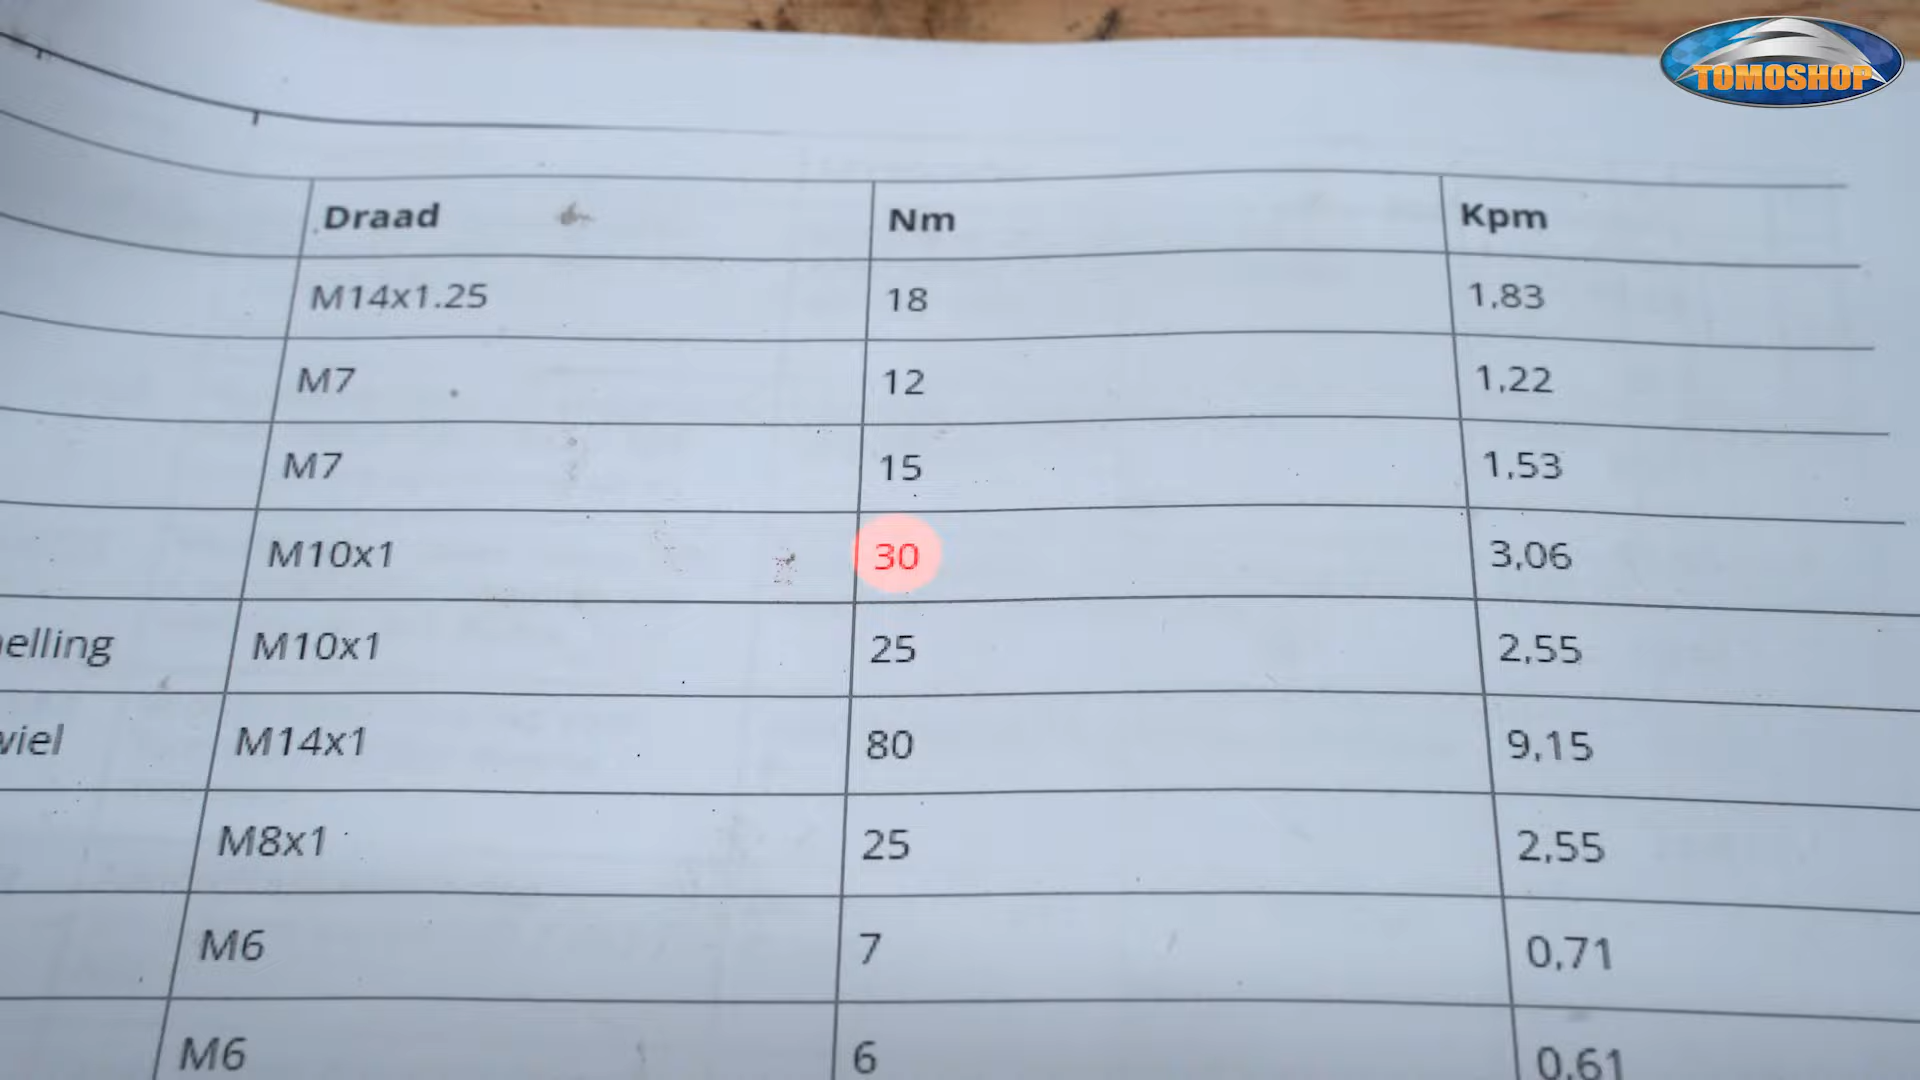 TOMOSHOP
Draad Nm Kpm
M14x1.25 18 1,83
M7 12 1,22
M7 15 1,53
M10x1 30 3,06
elling M10x1 25 2,55
wiel M14x1 80 9,15
M8x1 25 2,55
M6 7 0,71
M6 6 0,61